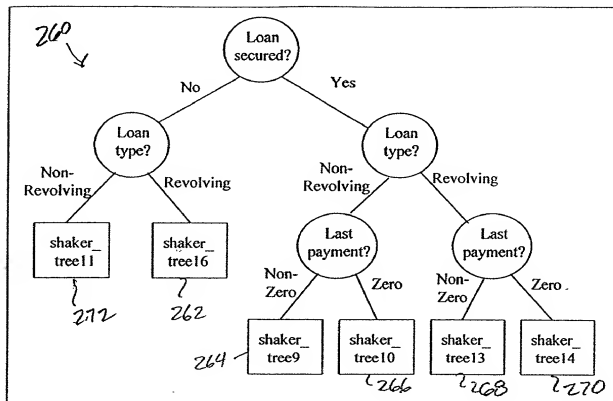 260
Loan
secured?
No
Yes
Loan
type?
Loan
type?
Non-
Revolving
Revolving
Non-
Revolving
Revolving
shaker_
tree11
shaker_
tree16
Last
payment?
Last
payment?
272
262
Non-
Zero
Zero
Non-
Zero
Zero
264
shaker_
tree9
shaker_
tree10
shaker_
tree13
shaker_
tree14
266
268
270